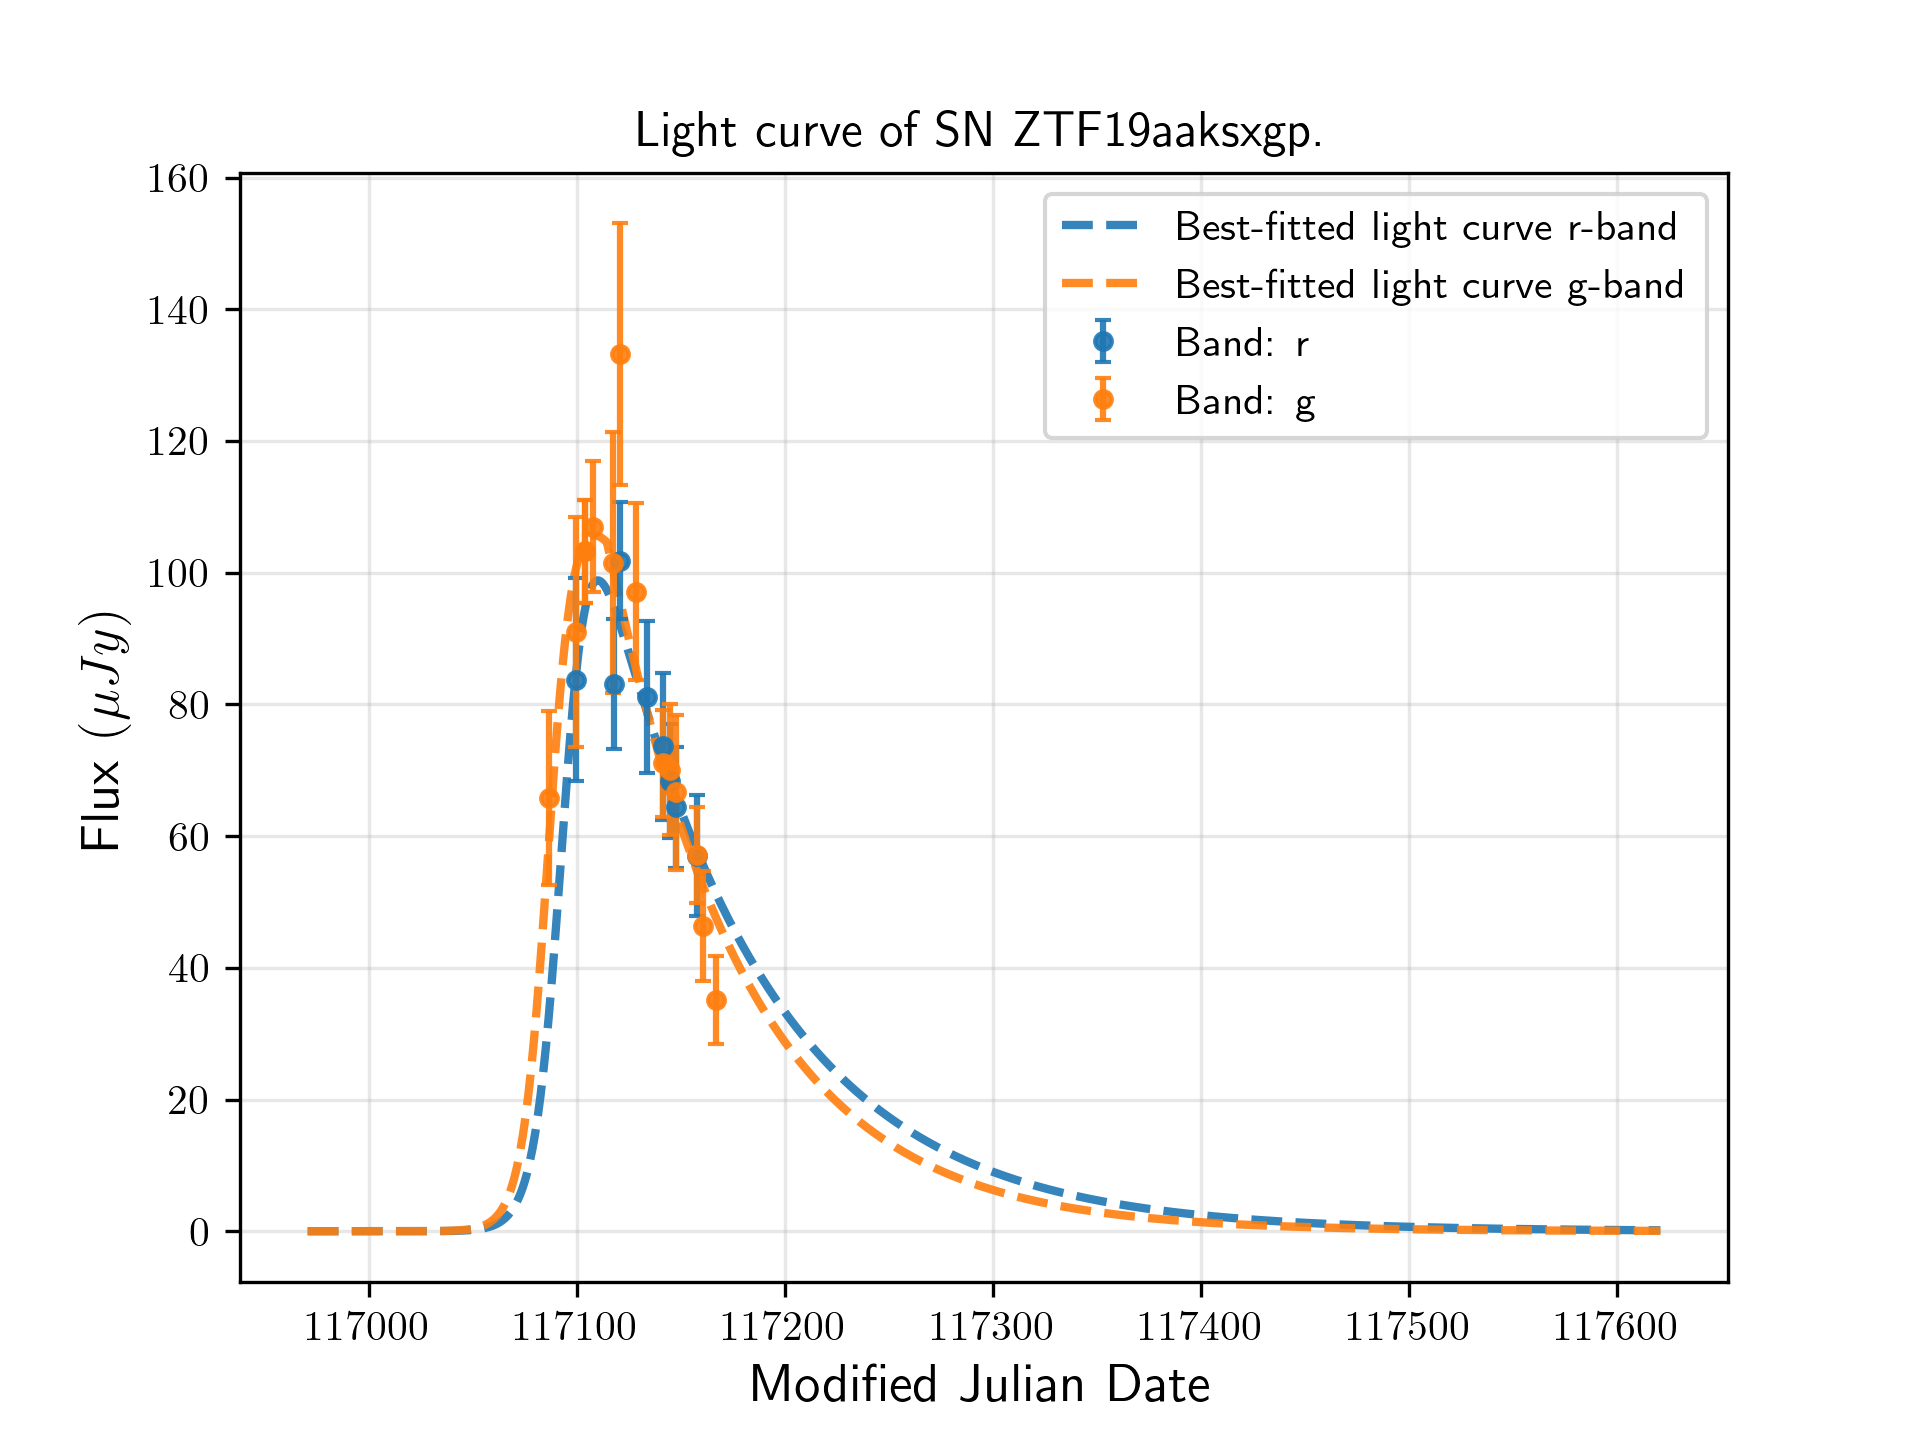 Light curve of SN ZTF19aaksxgp.
Flux (μJy)
160
140
120
100
80
60
40
20
0
Best-fitted light curve r-band
Best-fitted light curve g-band
Band: r
Band: g
117000 117100 117200 117300 117400 117500 117600
Modified Julian Date